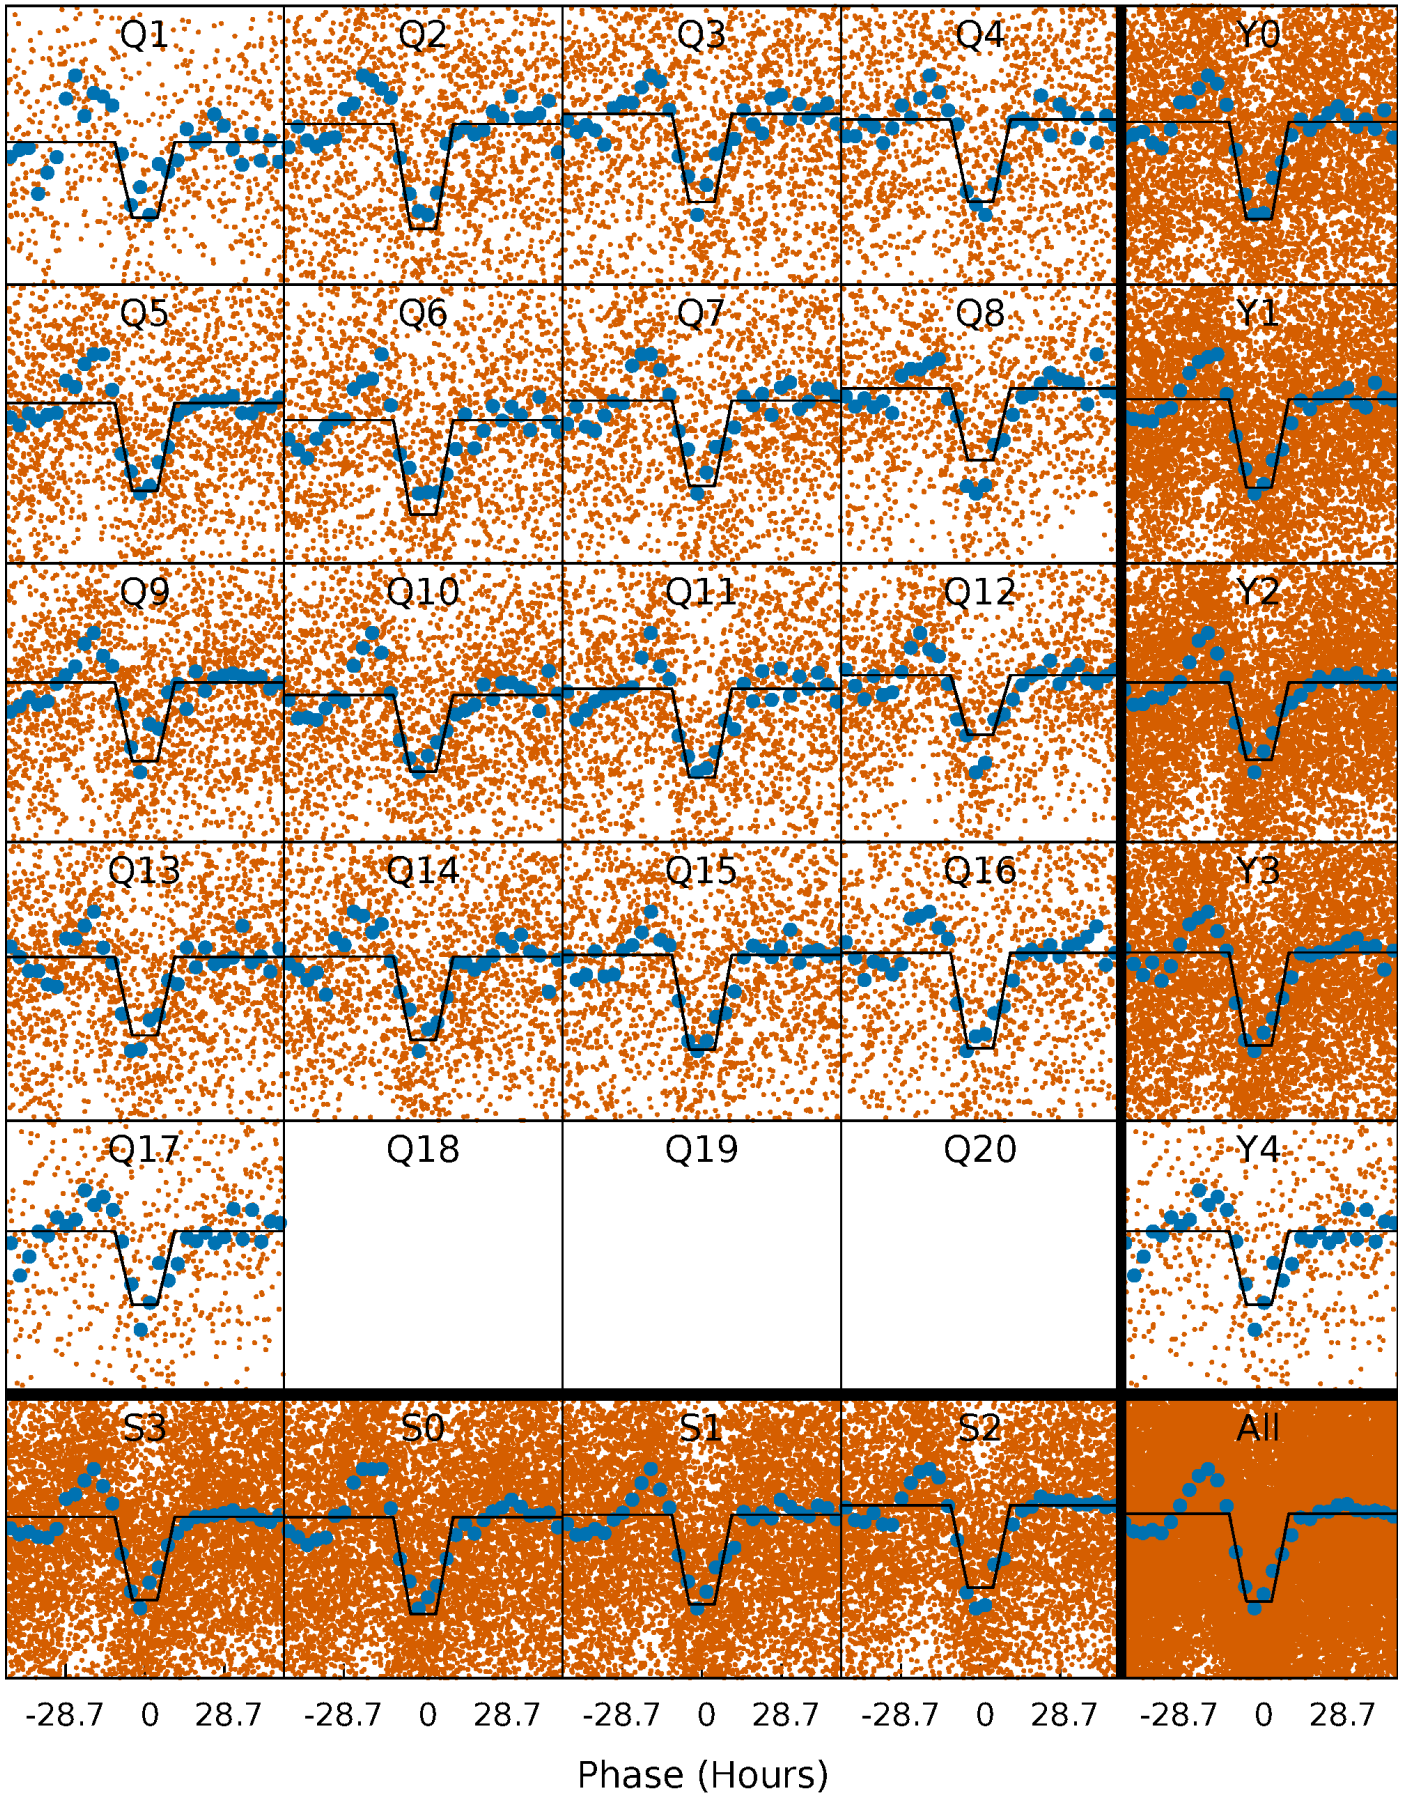 Q1 Q2 Q3 Q4 Y0
Q5 Q6 Q7 Q8 Y1
Q9 Q10 Q11 Q12 Y2
Q13 Q14 Q15 Q16 Y3
Q17 Q18 Q19 Q20 Y4
S3 S0 S1 S2 All
-28.7 0 28.7 -28.7 0 28.7 -28.7 0 28.7 -28.7 0 28.7 -28.7 0 28.7
Phase (Hours)